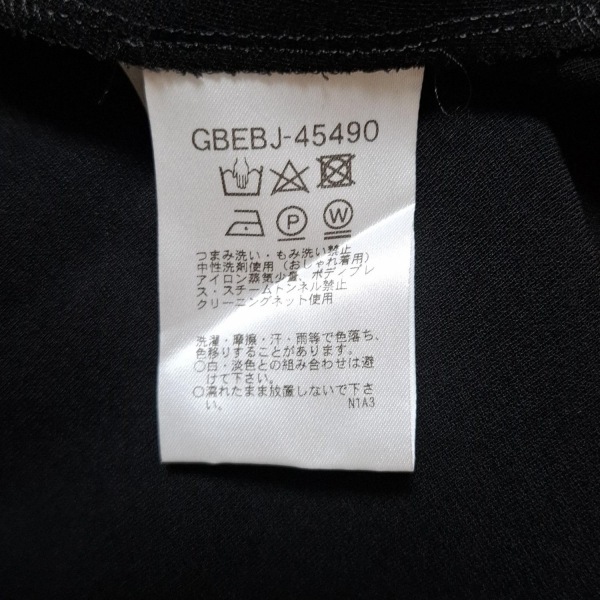 GBEBJ-45490
P W
つまみ洗い・もみ洗い禁止
中性洗剤使用(おしゃれ着用)
アイロン蒸気少量、ボディプレ
ス・スチームトンネル禁止
クリーニングネット使用
洗濯・摩擦・汗・雨等で色落ち、
色移りすることがあります。
○白・淡色との組み合わせは避
けて下さい。
○濡れたまま放置しないで下さ
い。 N1A3